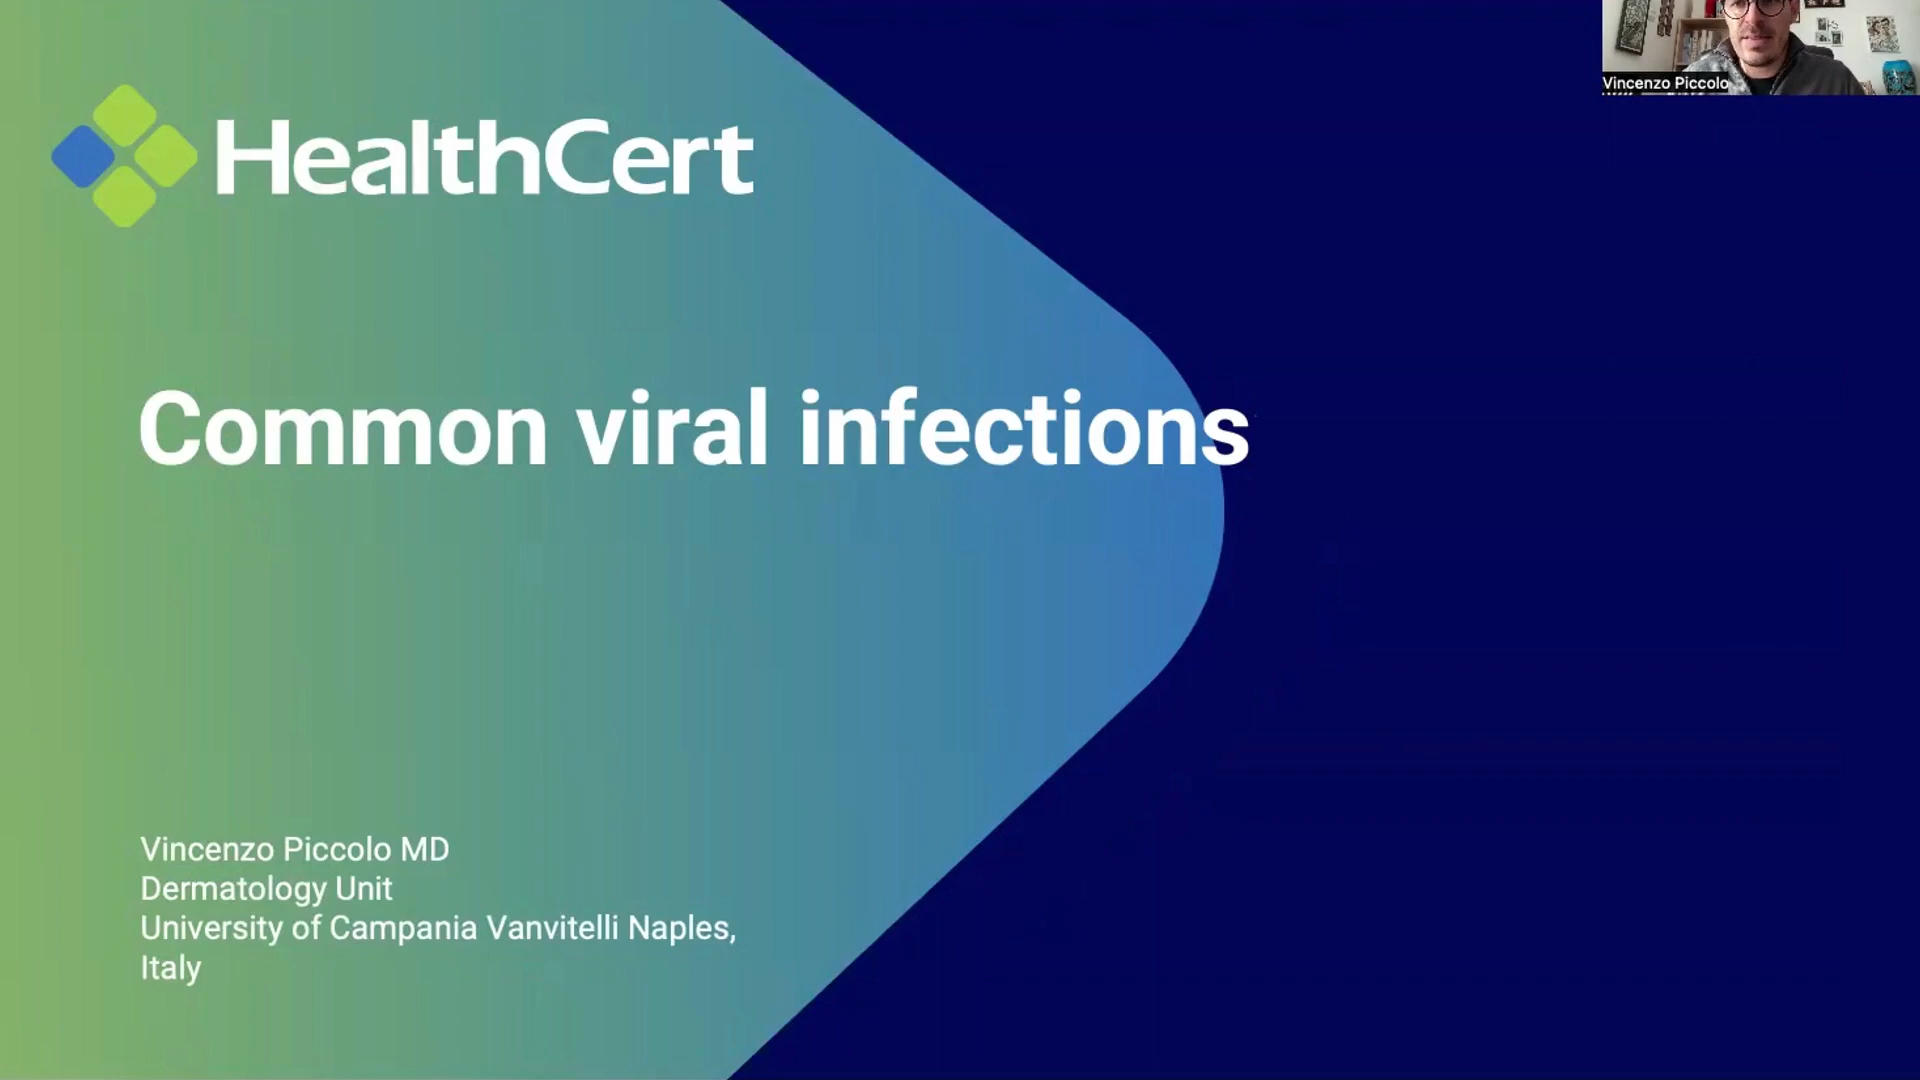 Vincenzo Piccolo
HealthCert
Common viral infections
Vincenzo Piccolo MD
Dermatology Unit
University of Campania Vanvitelli Naples,
Italy